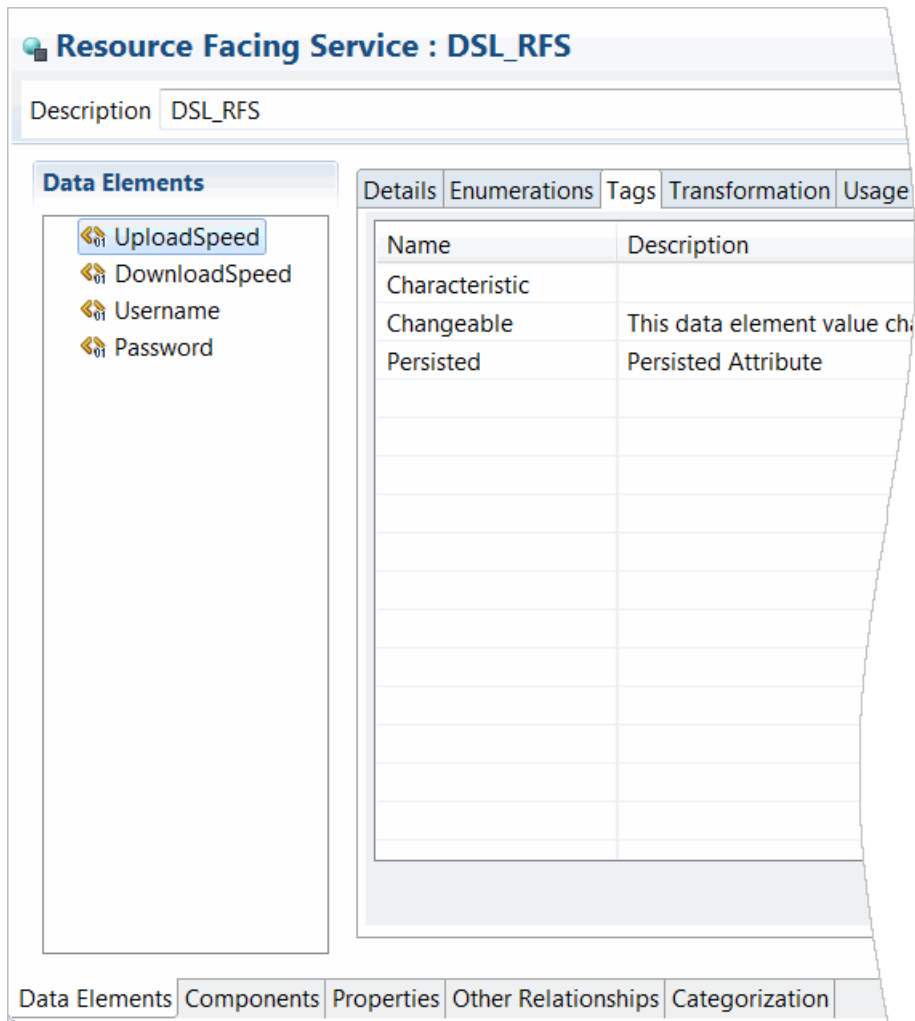 Resource Facing Service : DSL_RFS
Description DSL_RFS
Data Elements
UploadSpeed
DownloadSpeed
Username
Password
Details Enumerations Tags Transformation Usage
Name Description
Characteristic
Changeable This data element value
Persisted Persisted Attribute
Data Elements Components Properties Other Relationships Categorization